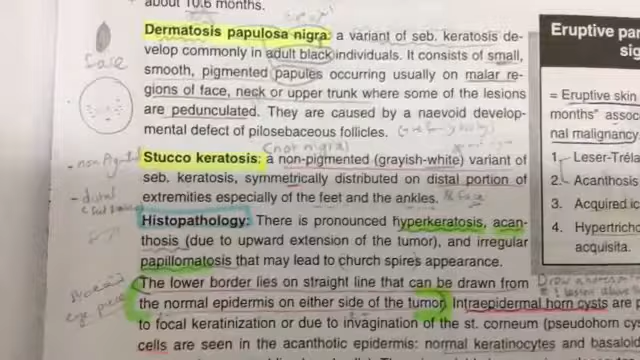 about 10.6 months.
Dermatosis papulosa nigra: a variant of seb. keratosis de-
velop commonly in adult black individuals. It consists of small,
smooth, pigmented papules occurring usually on malar re-
gions of face, neck or upper trunk where some of the lesions
are pedunculated. They are caused by a naevoid develop-
mental defect of pilosebaceous follicles.
(not nigra)
Stucco keratosis: a non-pigmented (grayish-white) variant of
seb. keratosis, symmetrically distributed on distal portion of
extremities especially of the feet and the ankles.
Histopathology: There is pronounced hyperkeratosis, acan-
thosis (due to upward extension of the tumor), and irregular
papillomatosis that may lead to church spires appearance.
The lower border lies on straight line that can be drawn from
the normal epidermis on either side of the tumor. Intraepidermal horn cysts are
to focal keratinization or due to invagination of the st. corneum (pseudohorn cys
cells are seen in the acanthotic epidermis: normal keratinocytes and basaloid
face
- non pigmented
- distal
Eruptive par
sig
= Eruptive skin
months" assoc
nal malignancy.
1. Leser-Tréla
2. Acanthosis
3. Acquired ic
4. Hypertricho
acquisita.